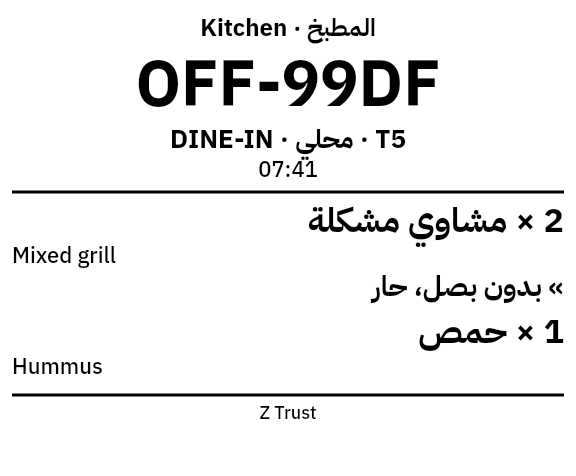 Kitchen · المطبخ
OFF-99DF
DINE-IN · محلي · T5
07:41
2 × مشاوي مشكلة
Mixed grill
» بدون بصل، حار
1 × حمص
Hummus
Z Trust